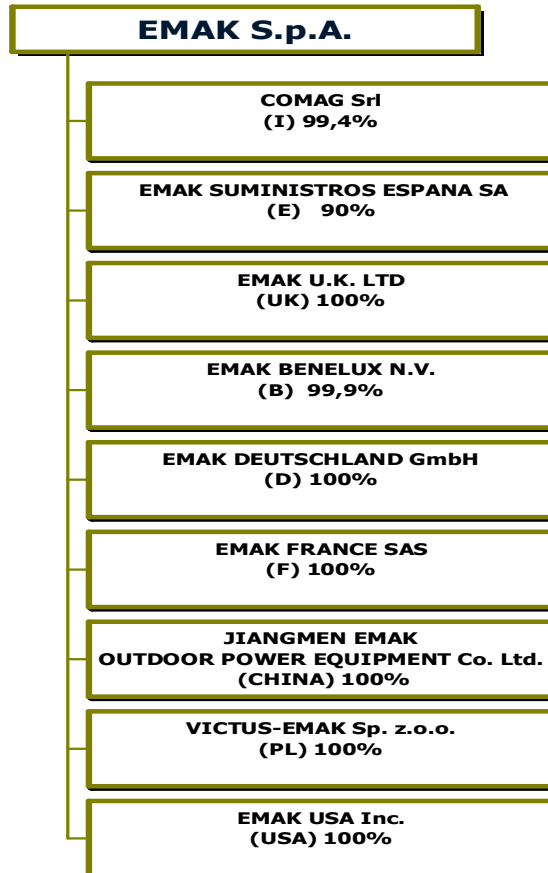 EMAK S.p.A.
COMAG Srl
(I) 99,4%
EMAK SUMINISTROS ESPANA SA
(E) 90%
EMAK U.K. LTD
(UK) 100%
EMAK BENELUX N.V.
(B) 99,9%
EMAK DEUTSCHLAND GmbH
(D) 100%
EMAK FRANCE SAS
(F) 100%
JIANGMEN EMAK
OUTDOOR POWER EQUIPMENT Co. Ltd.
(CHINA) 100%
VICTUS-EMAK Sp. z.o.o.
(PL) 100%
EMAK USA Inc.
(USA) 100%